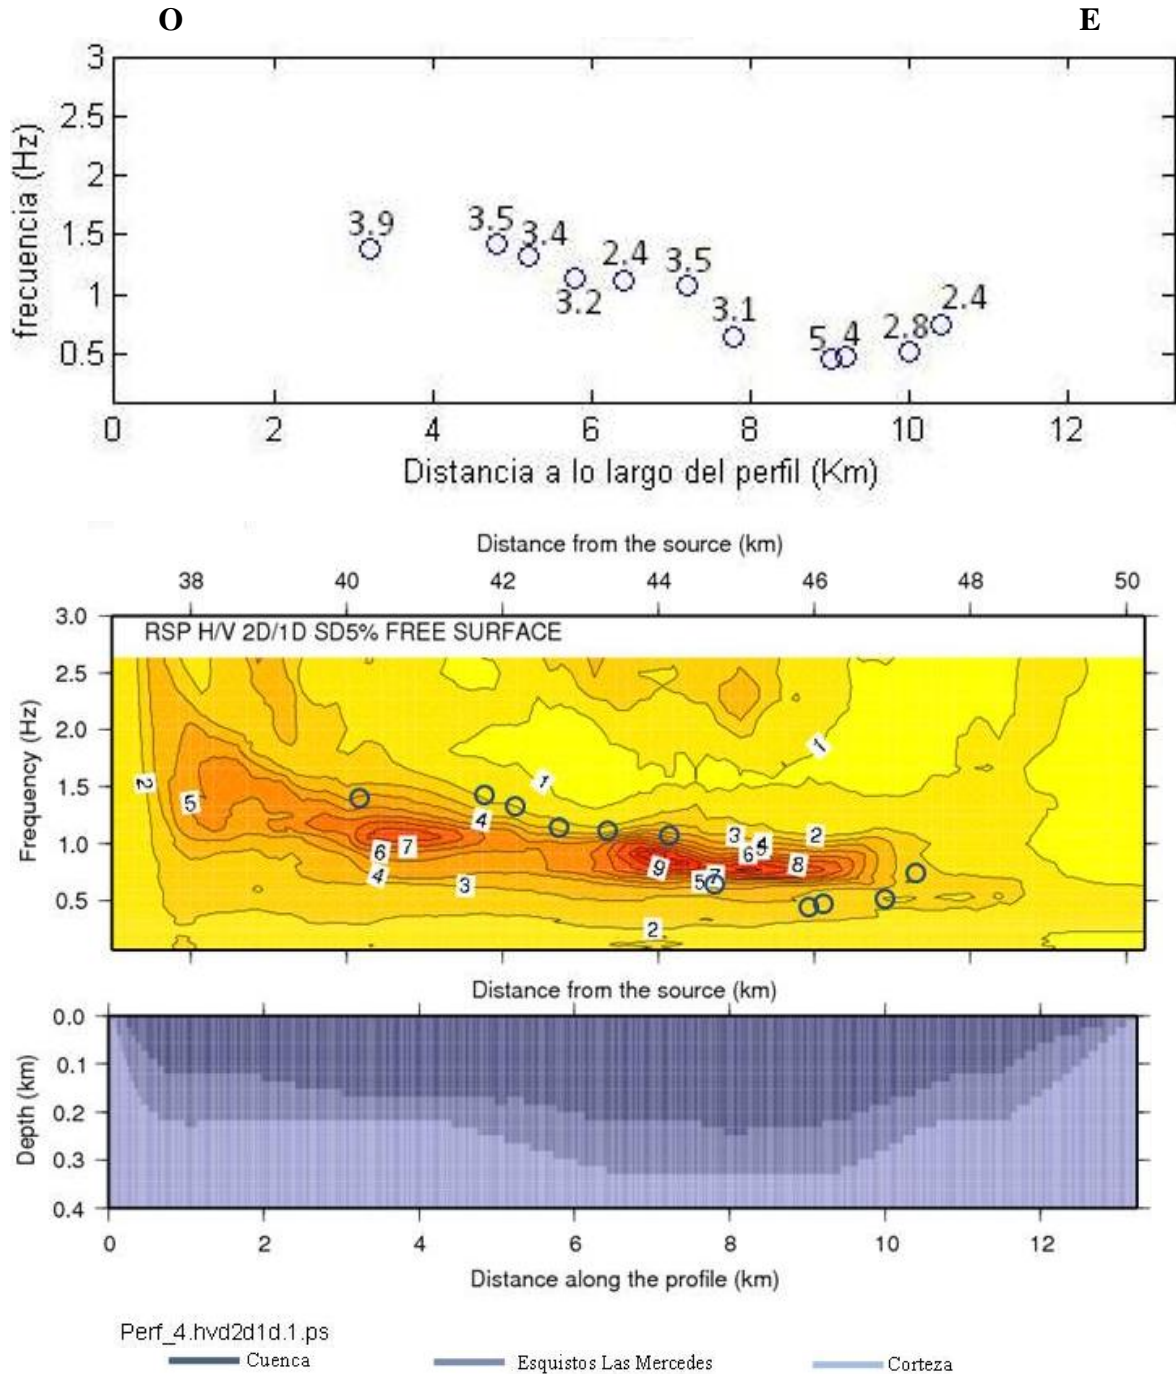 O E
3
2.5
2
1.5
1
0.5
frecuencia (Hz)
3.9 3.5 3.4 3.2 2.4 3.5 3.1 5 4 2.8 2.4
0 2 4 6 8 10 12
Distancia a lo largo del perfil (Km)
Distance from the source (km)
38 40 42 44 46 48 50
RSP H/V 2D/1D SD5% FREE SURFACE
3.0
2.5
2.0
1.5
1.0
0.5
Frequency (Hz)
2 5 6 7 4 4 3 1 9 5 7 3 6 5 4 8 2 1 2
Distance from the source (km)
0.0
0.1
0.2
0.3
0.4
Depth (km)
0 2 4 6 8 10 12
Distance along the profile (km)
Perf_4.hvd2d1d.1.ps
Cuenca Esquistos Las Mercedes Corteza